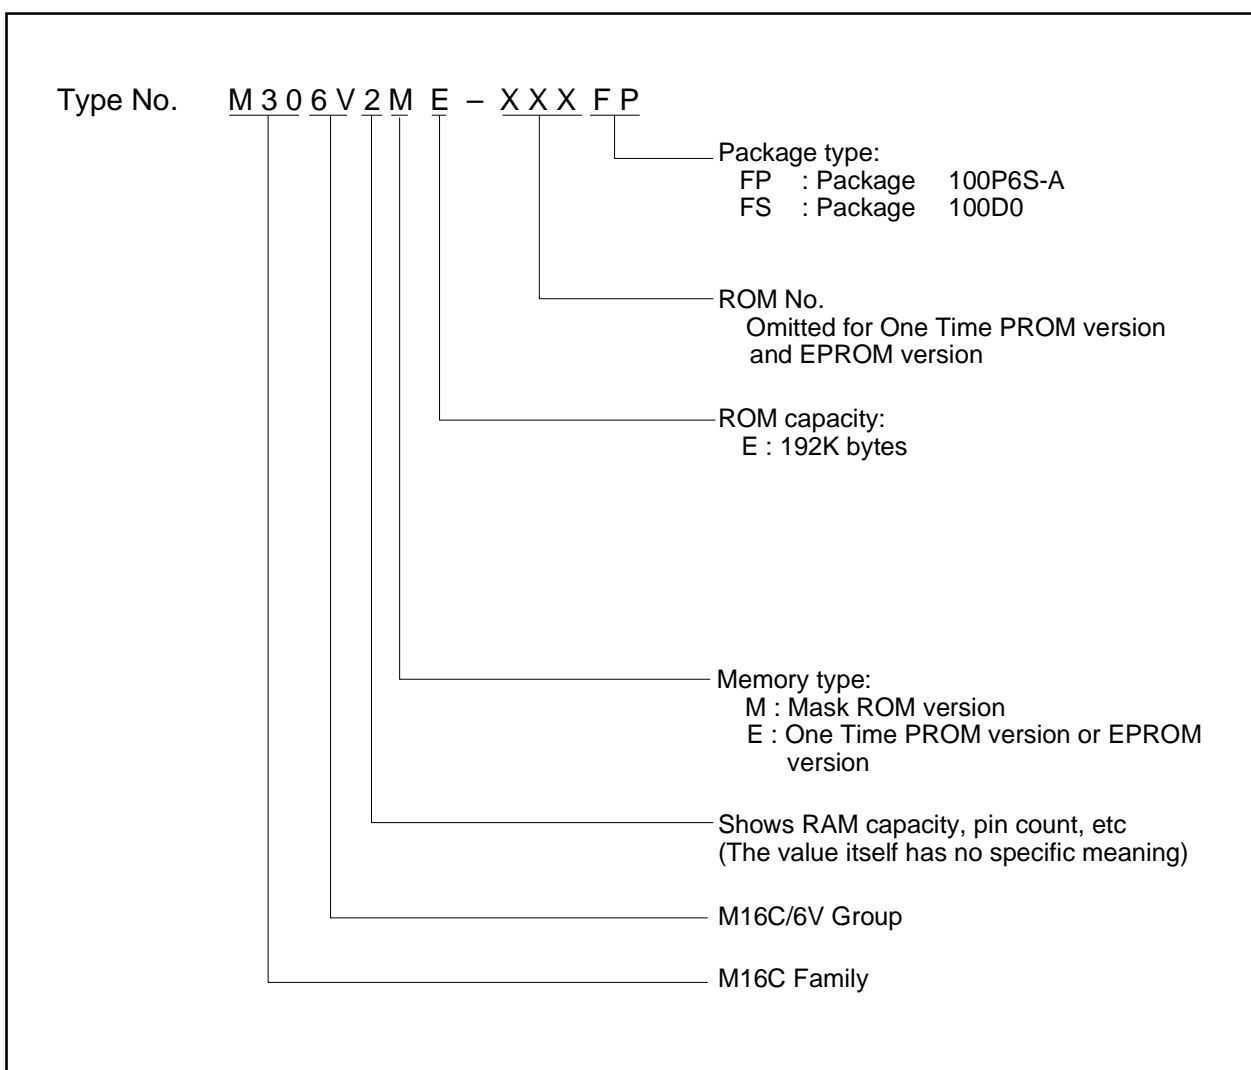 Type No. M 3 0 6 V 2 M E – X X X F P
Package type:
FP : Package 100P6S-A
FS : Package 100D0
ROM No.
Omitted for One Time PROM version
and EPROM version
ROM capacity:
E : 192K bytes
Memory type:
M : Mask ROM version
E : One Time PROM version or EPROM
version
Shows RAM capacity, pin count, etc
(The value itself has no specific meaning)
M16C/6V Group
M16C Family